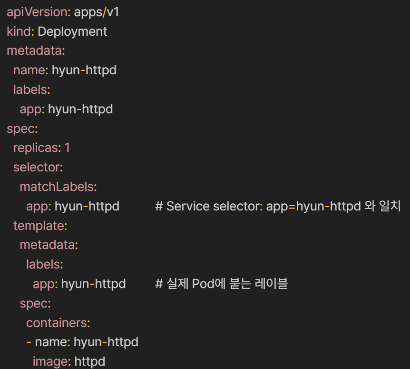 apiVersion: apps/v1
kind: Deployment
metadata:
  name: hyun-httpd
  labels:
    app: hyun-httpd
spec:
  replicas: 1
  selector:
    matchLabels:
      app: hyun-httpd          # Service selector: app=hyun-httpd 와 일치
  template:
    metadata:
      labels:
        app: hyun-httpd        # 실제 Pod에 붙는 레이블
    spec:
      containers:
      - name: hyun-httpd
        image: httpd